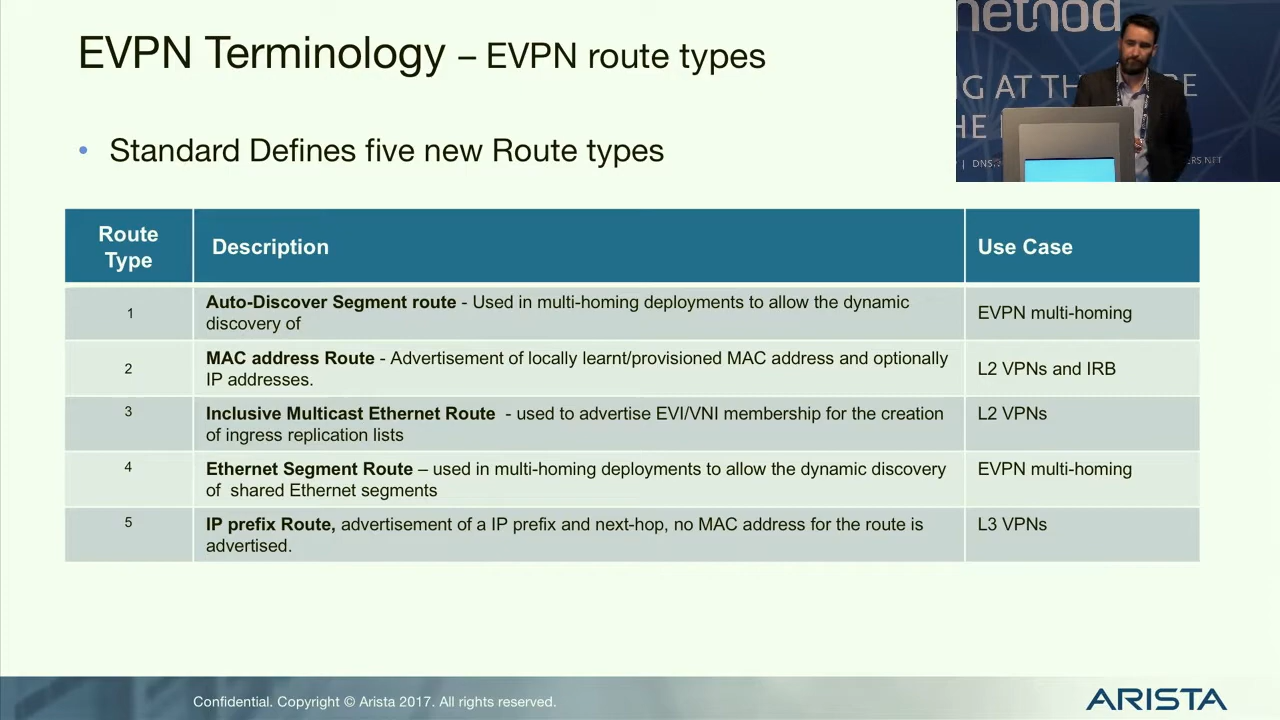 EVPN Terminology – EVPN route types
• Standard Defines five new Route types
Route
Type
Description
Use Case
1
Auto-Discover Segment route - Used in multi-homing deployments to allow the dynamic
discovery of
EVPN multi-homing
2
MAC address Route - Advertisement of locally learnt/provisioned MAC address and optionally
IP addresses.
L2 VPNs and IRB
3
Inclusive Multicast Ethernet Route - used to advertise EVI/VNI membership for the creation
of ingress replication lists
L2 VPNs
4
Ethernet Segment Route – used in multi-homing deployments to allow the dynamic discovery
of shared Ethernet segments
EVPN multi-homing
5
IP prefix Route, advertisement of a IP prefix and next-hop, no MAC address for the route is
advertised.
L3 VPNs
Confidential. Copyright © Arista 2017. All rights reserved.
ARISTA
AT
| DNS